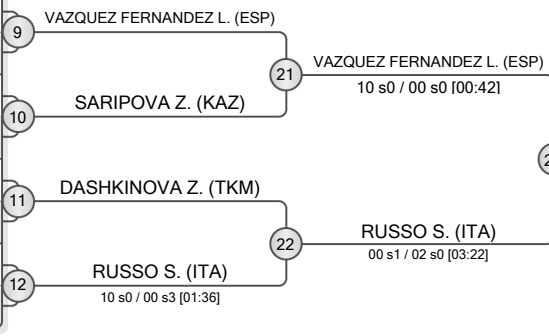 VAZQUEZ FERNANDEZ L. (ESP)
9
21
VAZQUEZ FERNANDEZ L. (ESP)
10 s0 / 00 s0 [00:42]
SARIPOVA Z. (KAZ)
10
DASHKINOVA Z. (TKM)
11
22
RUSSO S. (ITA)
00 s1 / 02 s0 [03:22]
RUSSO S. (ITA)
12
10 s0 / 00 s3 [01:36]